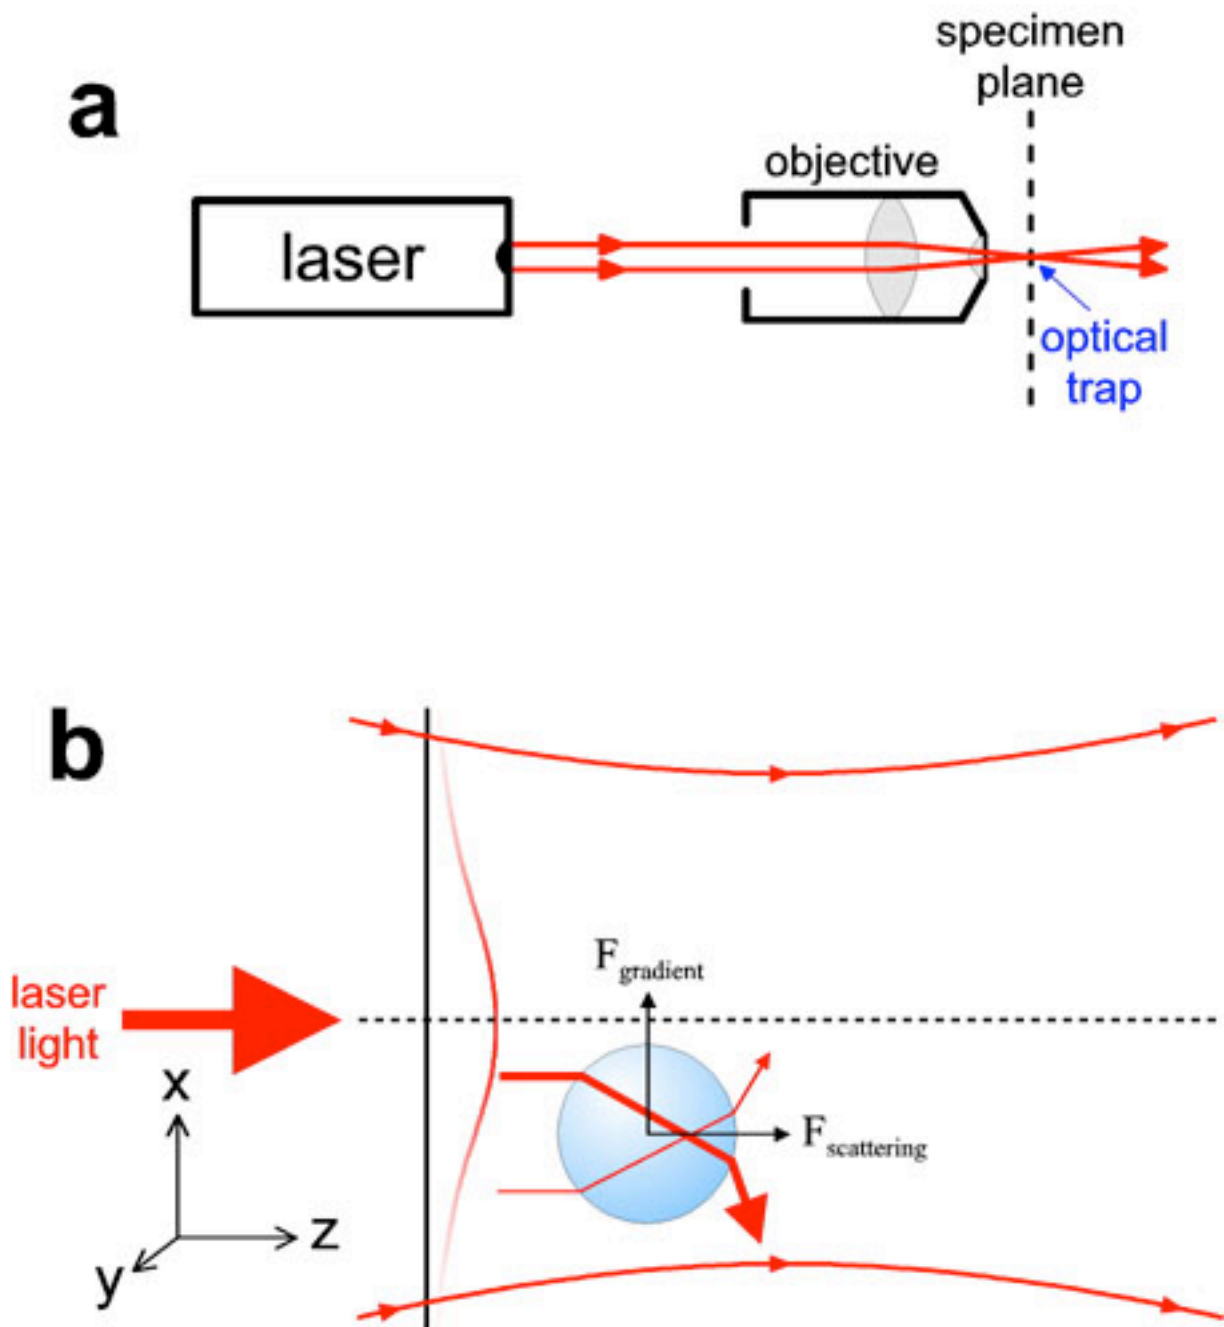 a
specimen
plane
objective
laser
optical
trap
b
F gradient
laser
light
x
F scattering
z
y